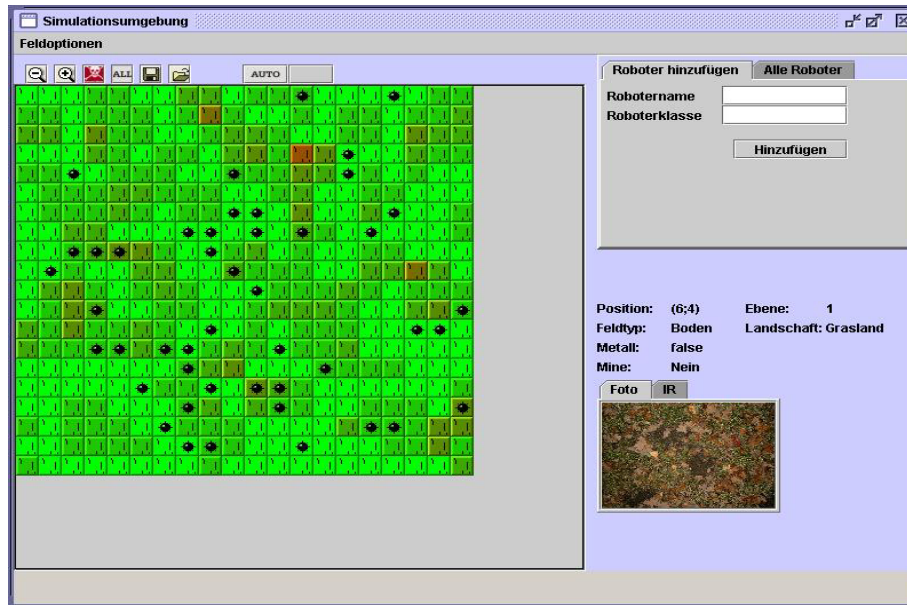 Simulationsumgebung
Feldoptionen
ALL
AUTO
Roboter hinzufügen
Alle Roboter
Robotername
Roboterklasse
Hinzufügen
Position: (6;4) Ebene: 1
Feldtyp: Boden Landschaft: Grasland
Metall: false
Mine: Nein
Foto
IR